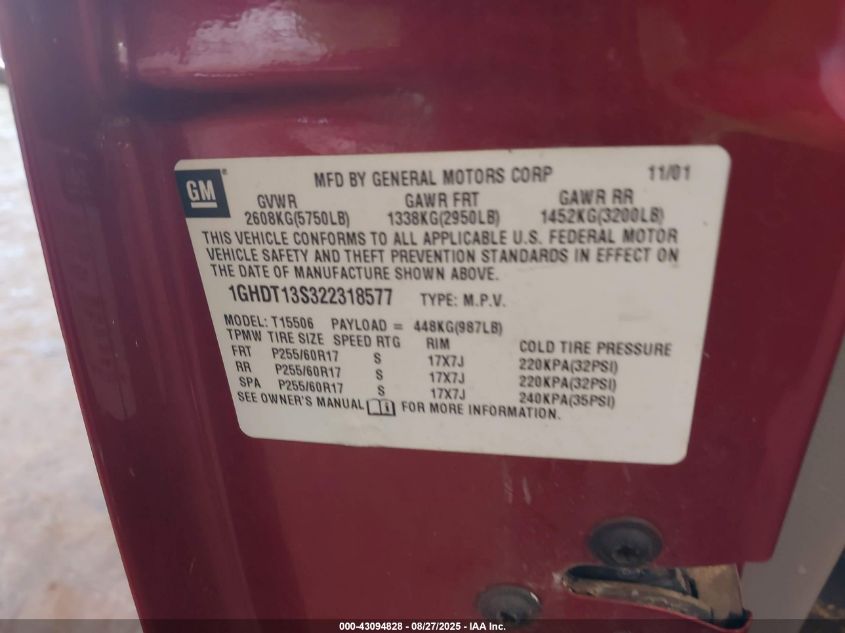 GM
MFD BY GENERAL MOTORS CORP 11/01
GVWR GAWR FRT GAWR RR
2608KG(5750LB) 1338KG(2950LB) 1452KG(3200LB)
THIS VEHICLE CONFORMS TO ALL APPLICABLE U.S. FEDERAL MOTOR
VEHICLE SAFETY AND THEFT PREVENTION STANDARDS IN EFFECT ON
THE DATE OF MANUFACTURE SHOWN ABOVE.
1GHDT13S322318577 TYPE: M.P.V.
MODEL: T15506 PAYLOAD = 448KG(987LB)
TPMW TIRE SIZE SPEED RTG RIM COLD TIRE PRESSURE
FRT P255/60R17 S 17X7J 220KPA(32PSI)
RR P255/60R17 S 17X7J 220KPA(32PSI)
SPA P255/60R17 S 17X7J 240KPA(35PSI)
SEE OWNER'S MANUAL FOR MORE INFORMATION.
000-43094828 - 08/27/2025 - IAA Inc.